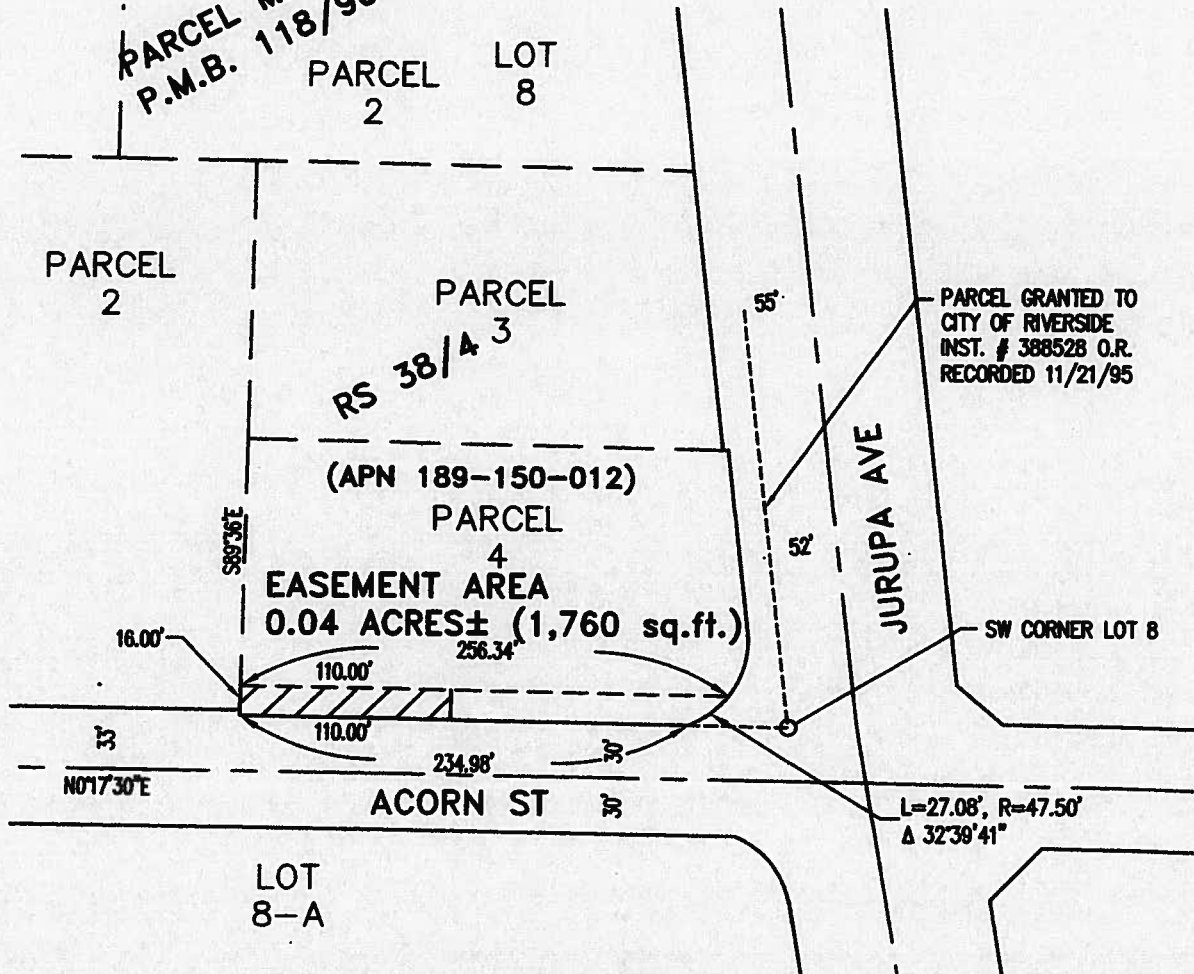 PARCEL
P.M.B. 118/
PARCEL
2
LOT
8
PARCEL
2
PARCEL
3
RS 38/4
55'
PARCEL GRANTED TO
CITY OF RIVERSIDE
INST. # 388528 O.R.
RECORDED 11/21/95
(APN 189-150-012)
PARCEL
4
S89°36'E
EASEMENT AREA
0.04 ACRES± (1,760 sq.ft.)
52'
JURUPA AVE
SW CORNER LOT 8
16.00'
256.34'
110.00'
110.00'
234.98'
33'
30'
N0°17'30"E
ACORN ST
30'
L=27.08', R=47.50'
Δ 32°39'41"
LOT
8-A